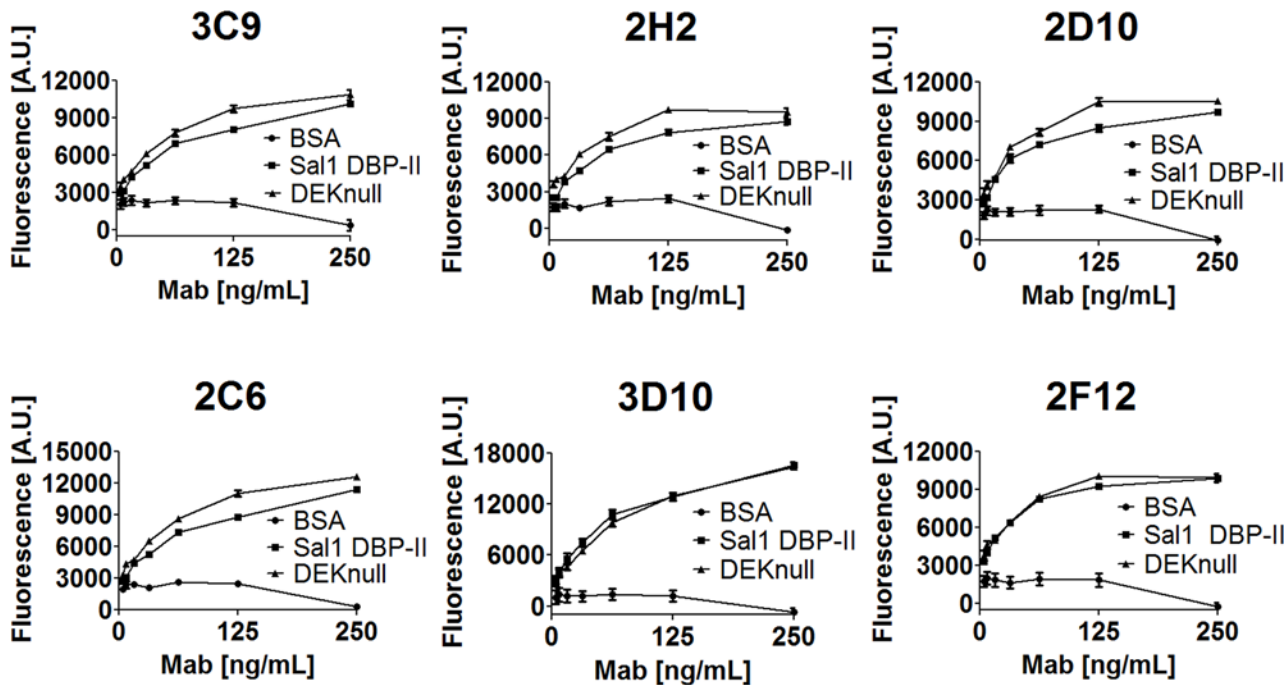 3C9
Fluorescence [A.U.]
12000
9000
6000
3000
0
BSA
Sal1 DBP-II
DEKnull
0 125 250
Mab [ng/mL]
2H2
Fluorescence [A.U.]
12000
9000
6000
3000
0
BSA
Sal1 DBP-II
DEKnull
0 125 250
Mab [ng/mL]
2D10
Fluorescence [A.U.]
12000
9000
6000
3000
0
BSA
Sal1 DBP-II
DEKnull
0 125 250
Mab [ng/mL]
2C6
Fluorescence [A.U.]
15000
12000
9000
6000
3000
0
BSA
Sal1 DBP-II
DEKnull
0 125 250
Mab [ng/mL]
3D10
Fluorescence [A.U.]
18000
12000
6000
0
BSA
Sal1 DBP-II
DEKnull
0 125 250
Mab [ng/mL]
2F12
Fluorescence [A.U.]
12000
9000
6000
3000
0
BSA
Sal1 DBP-II
DEKnull
0 125 250
Mab [ng/mL]